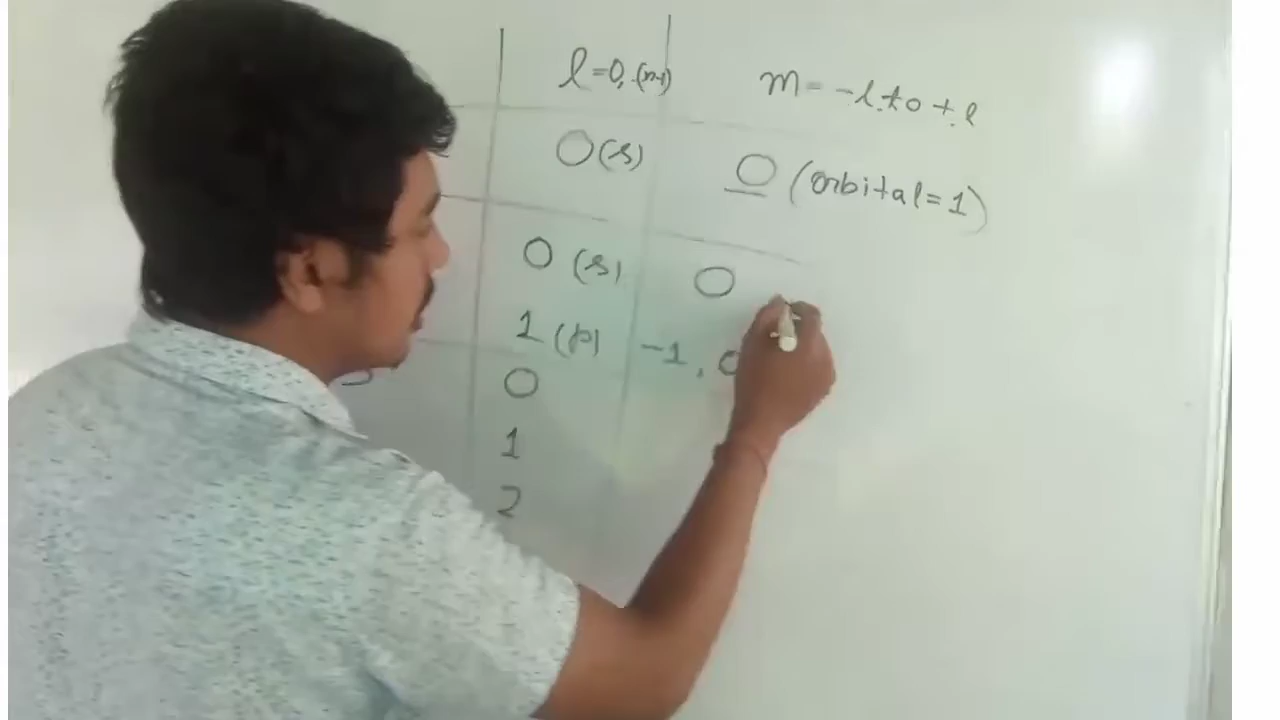 l=0,-(n-1) m= -l to +l
0(s) 0 (orbital=1)
0 (s) 0
1 (p) -1, 0
0
1
2